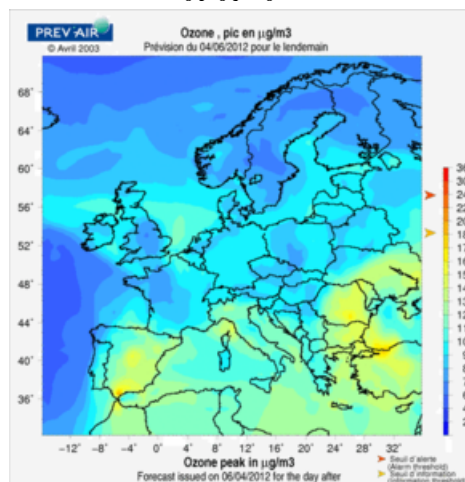 PREV'AIR
© Avril 2003
Ozone , pic en µg/m3
Prévision du 04/06/2012 pour le lendemain
68°
64°
60°
56°
52°
48°
44°
40°
36°
−12° −8° −4° 0° 4° 8° 12° 16° 20° 24° 28° 32°
Ozone peak in µg/m3
Forecast issued on 06/04/2012 for the day after
Seuil d'alerte
(Alarm threshold)
Seuil d'information
(information threshold)